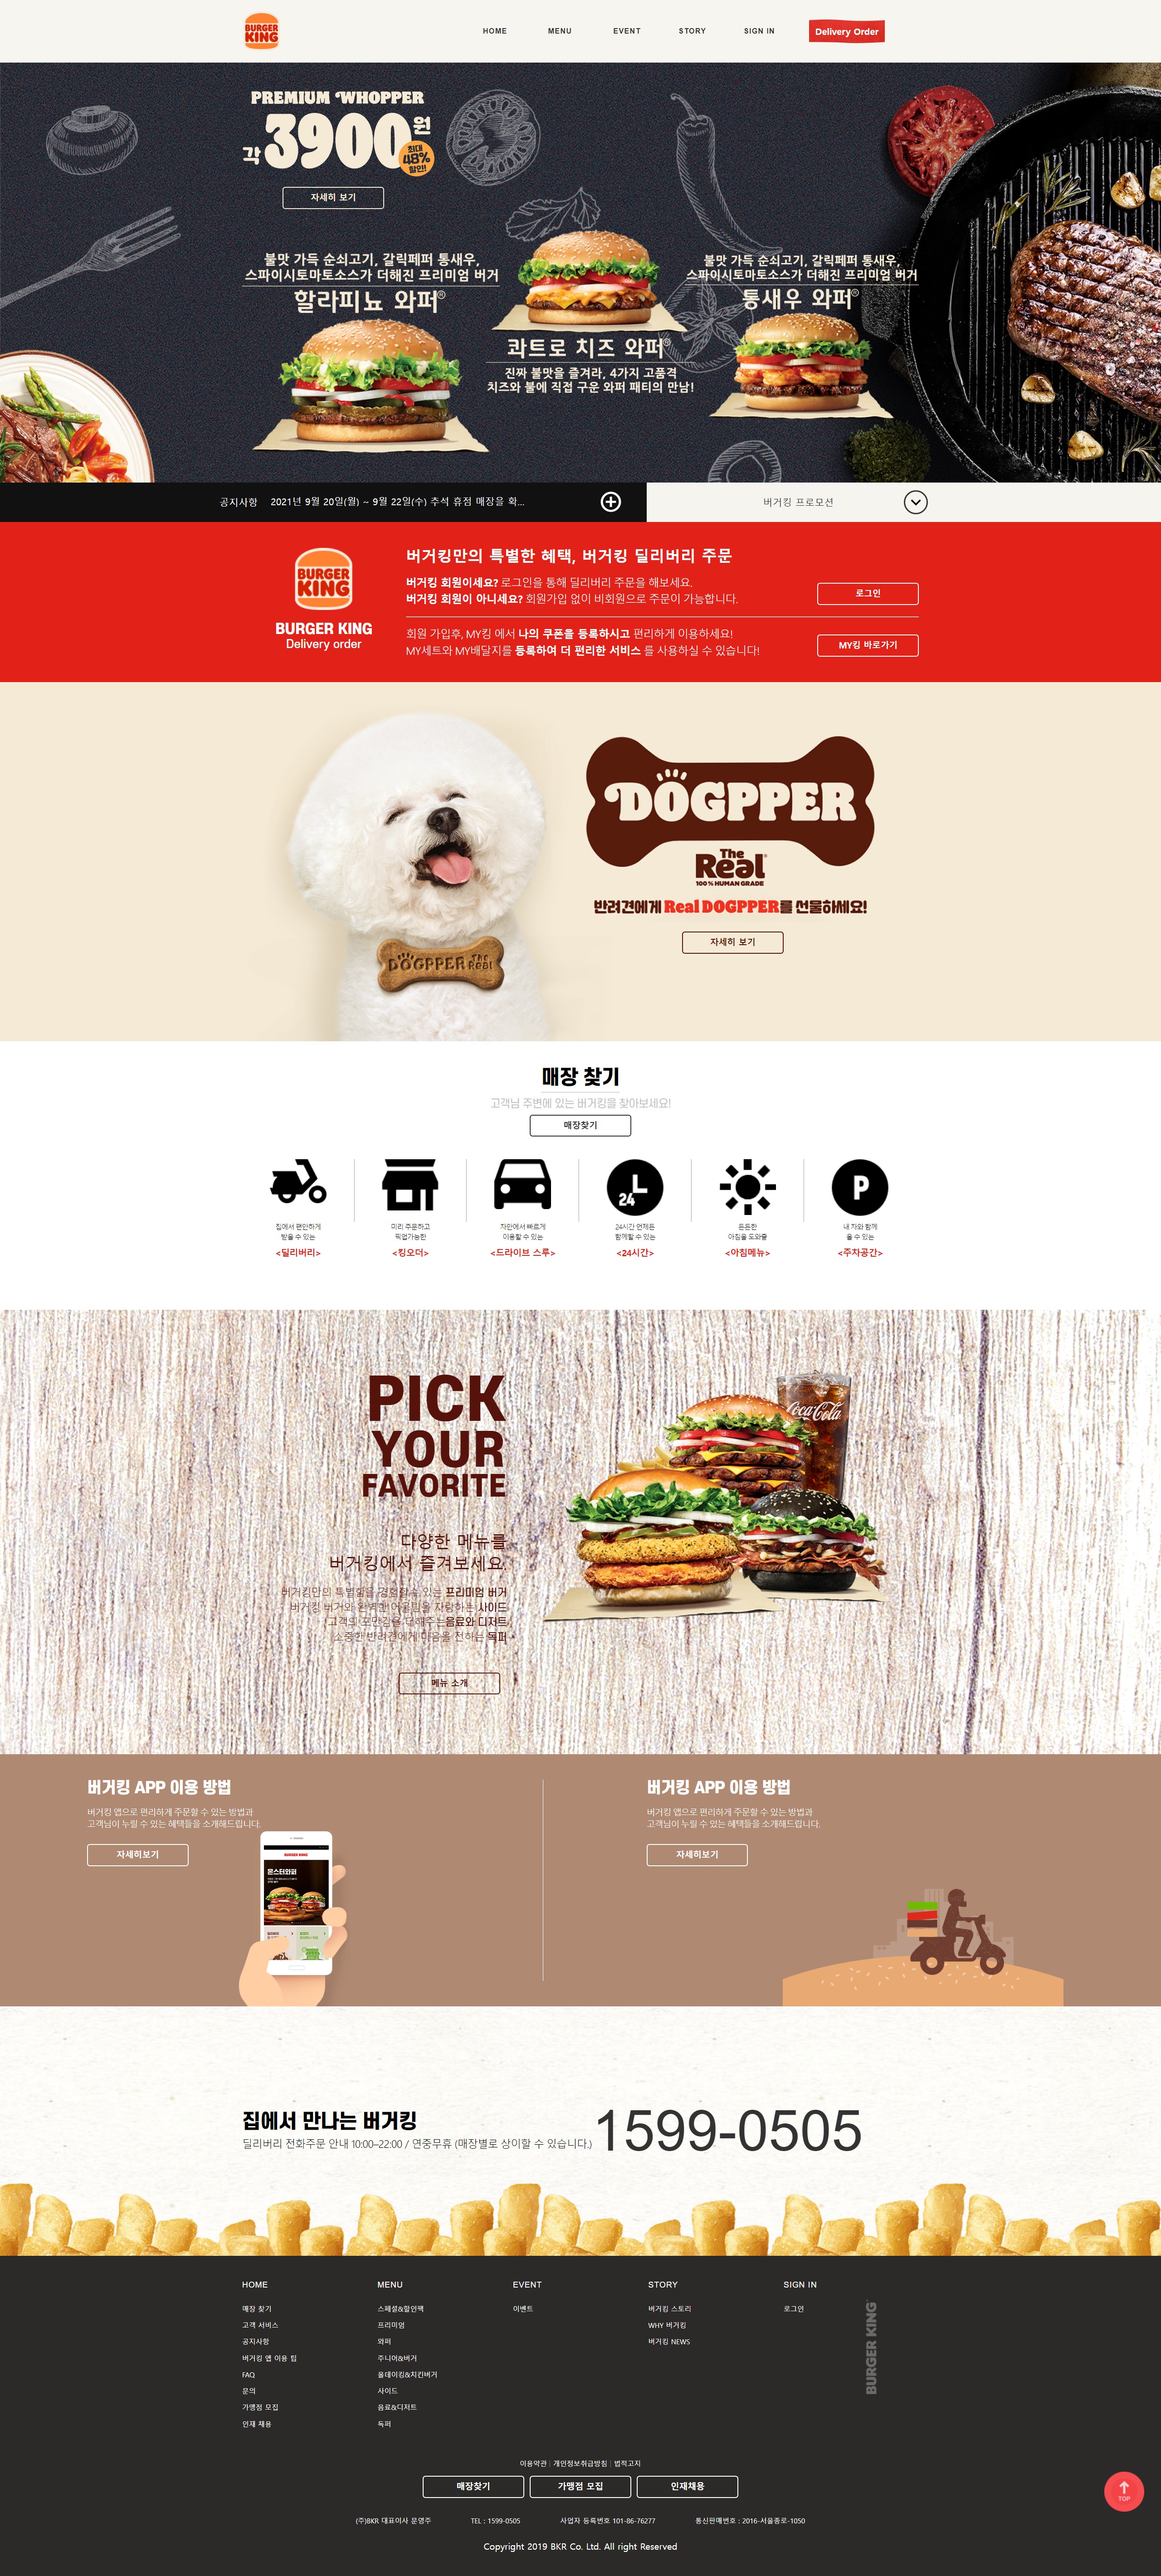 BURGER KING
HOME
MENU
EVENT
STORY
SIGN IN
Delivery Order
PREMIUM WHOPPER
각 3900원
최대
48%
할인!
자세히 보기
불맛 가득 순쇠고기, 갈릭페퍼 통새우,
스파이시토마토소스가 더해진 프리미엄 버거
할라피뇨 와퍼®
콰트로 치즈 와퍼®
진짜 불맛을 즐겨라, 4가지 고품격
치즈와 불에 직접 구운 와퍼 패티의 만남!
불맛 가득 순쇠고기, 갈릭페퍼 통새우,
스파이시토마토소스가 더해진 프리미엄 버거
통새우 와퍼®
공지사항
2021년 9월 20일(월) ~ 9월 22일(수) 추석 휴점 매장을 확...
버거킹 프로모션
BURGER KING
BURGER KING
Delivery order
버거킹만의 특별한 혜택, 버거킹 딜리버리 주문
버거킹 회원이세요? 로그인을 통해 딜리버리 주문을 해보세요.
버거킹 회원이 아니세요? 회원가입 없이 비회원으로 주문이 가능합니다.
로그인
회원 가입후, MY킹 에서 나의 쿠폰을 등록하시고 편리하게 이용하세요!
MY세트와 MY배달지를 등록하여 더 편리한 서비스 를 사용하실 수 있습니다!
MY킹 바로가기
DOGPPER The Real
DOGPPER
The
Real
100% HUMAN GRADE
반려견에게 Real DOGPPER를 선물하세요!
자세히 보기
매장 찾기
고객님 주변에 있는 버거킹을 찾아보세요!
매장찾기
24
P
집에서 편안하게
받을 수 있는
<딜리버리>
미리 주문하고
픽업가능한
<킹오더>
차안에서 빠르게
이용할 수 있는
<드라이브 스루>
24시간 언제든
함께할 수 있는
<24시간>
든든한
아침을 도와줄
<아침메뉴>
내 차와 함께
올 수 있는
<주차공간>
PICK
YOUR
FAVORITE
Coca-Cola
다양한 메뉴를
버거킹에서 즐겨보세요.
버거킹만의 특별함을 경험할수 있는 프리미엄 버거
버거킹 버거와 완벽한 어울림을 자랑하는 사이드
고객의 포만감을 더해주는음료와 디저트,
소중한 반려견에게 마음을 전하는 독퍼
메뉴 소개
버거킹 APP 이용 방법
버거킹 앱으로 편리하게 주문할 수 있는 방법과
고객님이 누릴 수 있는 혜택들을 소개해드립니다.
자세히보기
BURGER KING
몬스터와퍼
버거킹 APP 이용 방법
버거킹 앱으로 편리하게 주문할 수 있는 방법과
고객님이 누릴 수 있는 혜택들을 소개해드립니다.
자세히보기
집에서 만나는 버거킹
딜리버리 전화주문 안내 10:00–22:00 / 연중무휴 (매장별로 상이할 수 있습니다.)
1599-0505
HOME
매장 찾기
고객 서비스
공지사항
버거킹 앱 이용 팁
FAQ
문의
가맹점 모집
인재 채용
MENU
스페셜&할인팩
프리미엄
와퍼
주니어&버거
올데이킹&치킨버거
사이드
음료&디저트
독퍼
EVENT
이벤트
STORY
버거킹 스토리
WHY 버거킹
버거킹 NEWS
SIGN IN
로그인
BURGER KING
이용약관 | 개인정보취급방침 | 법적고지
매장찾기
가맹점 모집
인재채용
TOP
(주)BKR 대표이사 문영주
TEL : 1599-0505
사업자 등록번호 101-86-76277
통신판매번호 : 2016-서울종로-1050
Copyright 2019 BKR Co. Ltd. All right Reserved